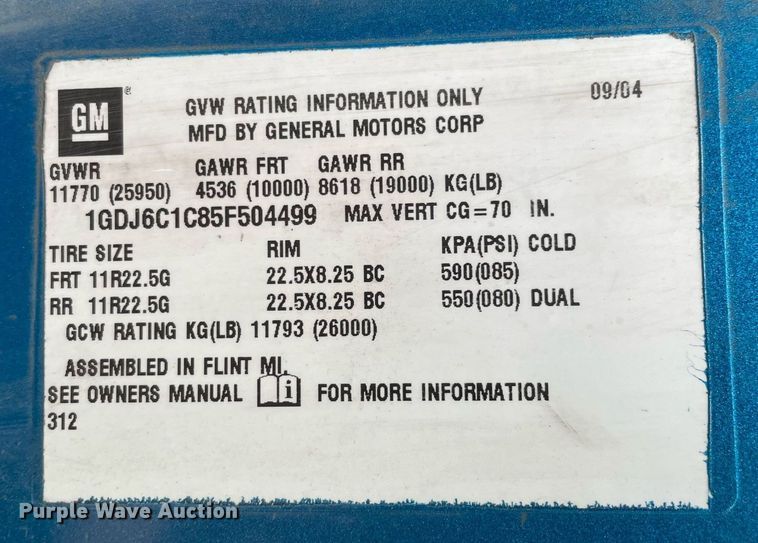 GM ®
GVW RATING INFORMATION ONLY 09/04
MFD BY GENERAL MOTORS CORP
GVWR GAWR FRT GAWR RR
11770 (25950) 4536 (10000) 8618 (19000) KG(LB)
1GDJ6C1C85F504499 MAX VERT CG=70 IN.
TIRE SIZE RIM KPA(PSI) COLD
FRT 11R22.5G 22.5X8.25 BC 590(085)
RR 11R22.5G 22.5X8.25 BC 550(080) DUAL
GCW RATING KG(LB) 11793 (26000)
ASSEMBLED IN FLINT MI.
SEE OWNERS MANUAL i FOR MORE INFORMATION
312
Purple Wave Auction